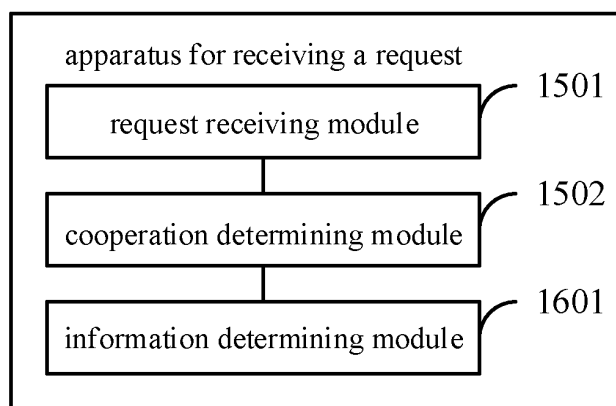 apparatus for receiving a request
1501
request receiving module
1502
cooperation determining module
1601
information determining module